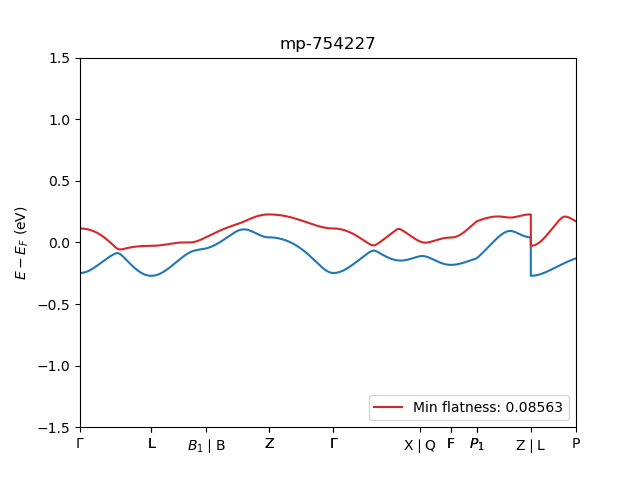 mp-754227
1.5
1.0
0.5
0.0
−0.5
−1.0
−1.5
E − E_F (eV)
Min flatness: 0.08563
Γ L B₁ | B Z Γ X | Q F P₁ Z | L P